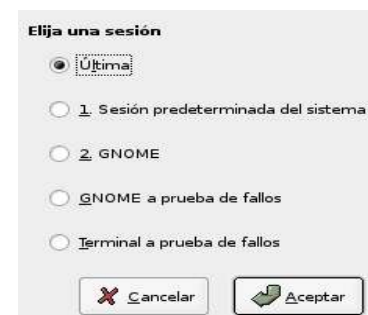 Elija una sesión
Última
1. Sesión predeterminada del sistema
2. GNOME
GNOME a prueba de fallos
Terminal a prueba de fallos
Cancelar
Aceptar